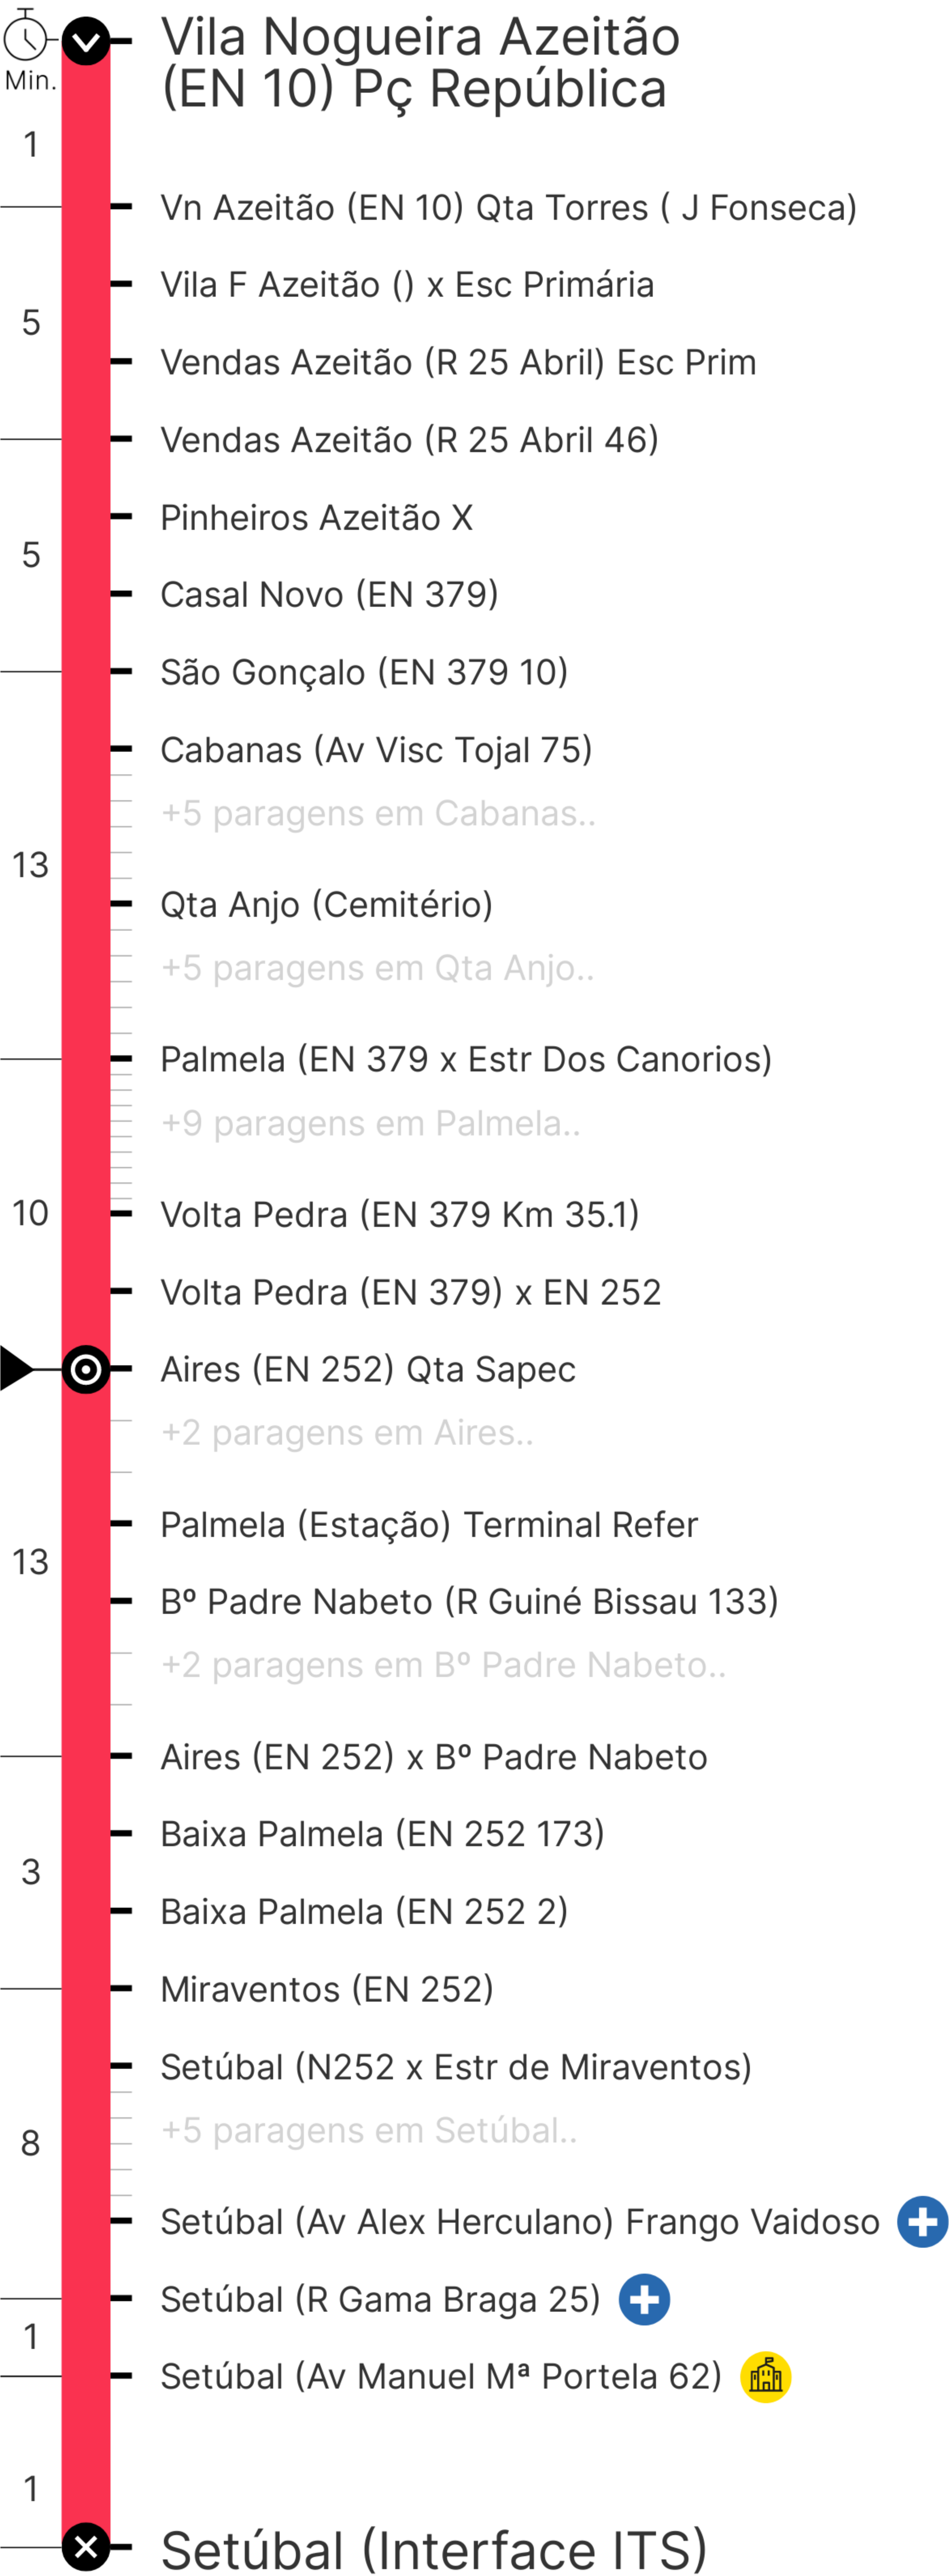 Vila Nogueira Azeitão
(EN 10) Pç República
Min.
1
Vn Azeitão (EN 10) Qta Torres ( J Fonseca)
Vila F Azeitão () x Esc Primária
5
Vendas Azeitão (R 25 Abril) Esc Prim
Vendas Azeitão (R 25 Abril 46)
Pinheiros Azeitão X
5
Casal Novo (EN 379)
São Gonçalo (EN 379 10)
Cabanas (Av Visc Tojal 75)
+5 paragens em Cabanas..
13
Qta Anjo (Cemitério)
+5 paragens em Qta Anjo..
Palmela (EN 379 x Estr Dos Canorios)
+9 paragens em Palmela..
10
Volta Pedra (EN 379 Km 35.1)
Volta Pedra (EN 379) x EN 252
Aires (EN 252) Qta Sapec
+2 paragens em Aires..
Palmela (Estação) Terminal Refer
13
Bº Padre Nabeto (R Guiné Bissau 133)
+2 paragens em Bº Padre Nabeto..
Aires (EN 252) x Bº Padre Nabeto
Baixa Palmela (EN 252 173)
3
Baixa Palmela (EN 252 2)
Miraventos (EN 252)
Setúbal (N252 x Estr de Miraventos)
+5 paragens em Setúbal..
8
Setúbal (Av Alex Herculano) Frango Vaidoso
Setúbal (R Gama Braga 25)
1
Setúbal (Av Manuel Mª Portela 62)
1
Setúbal (Interface ITS)